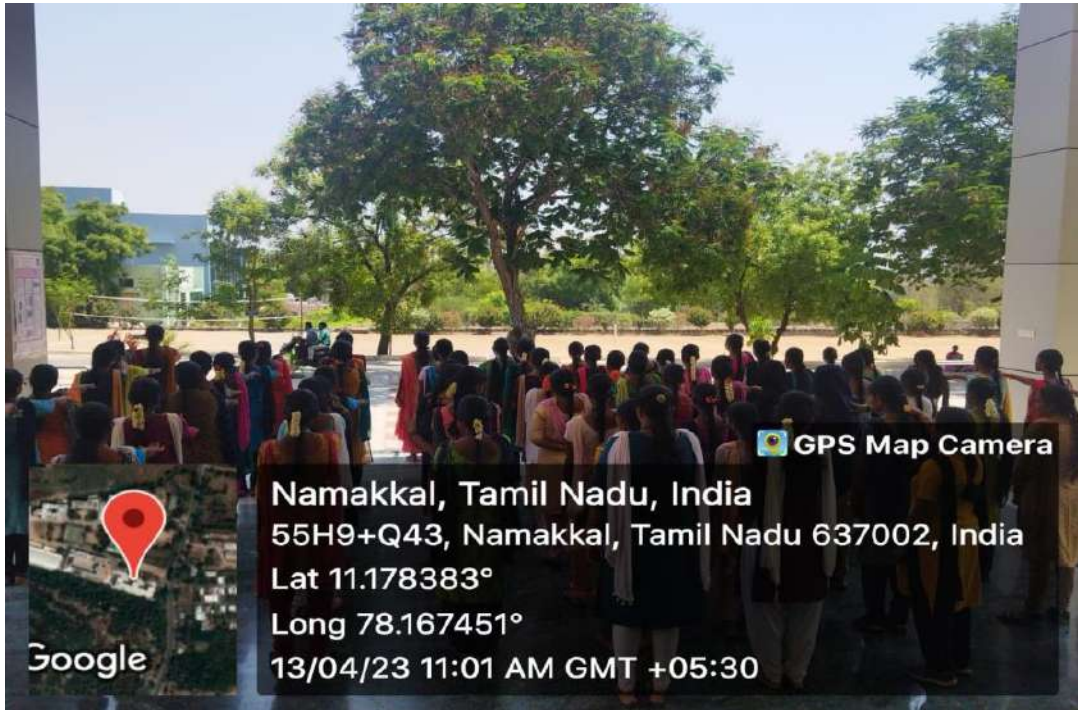 GPS Map Camera
Namakkal, Tamil Nadu, India
55H9+Q43, Namakkal, Tamil Nadu 637002, India
Lat 11.178383°
Long 78.167451°
13/04/23 11:01 AM GMT +05:30
Google